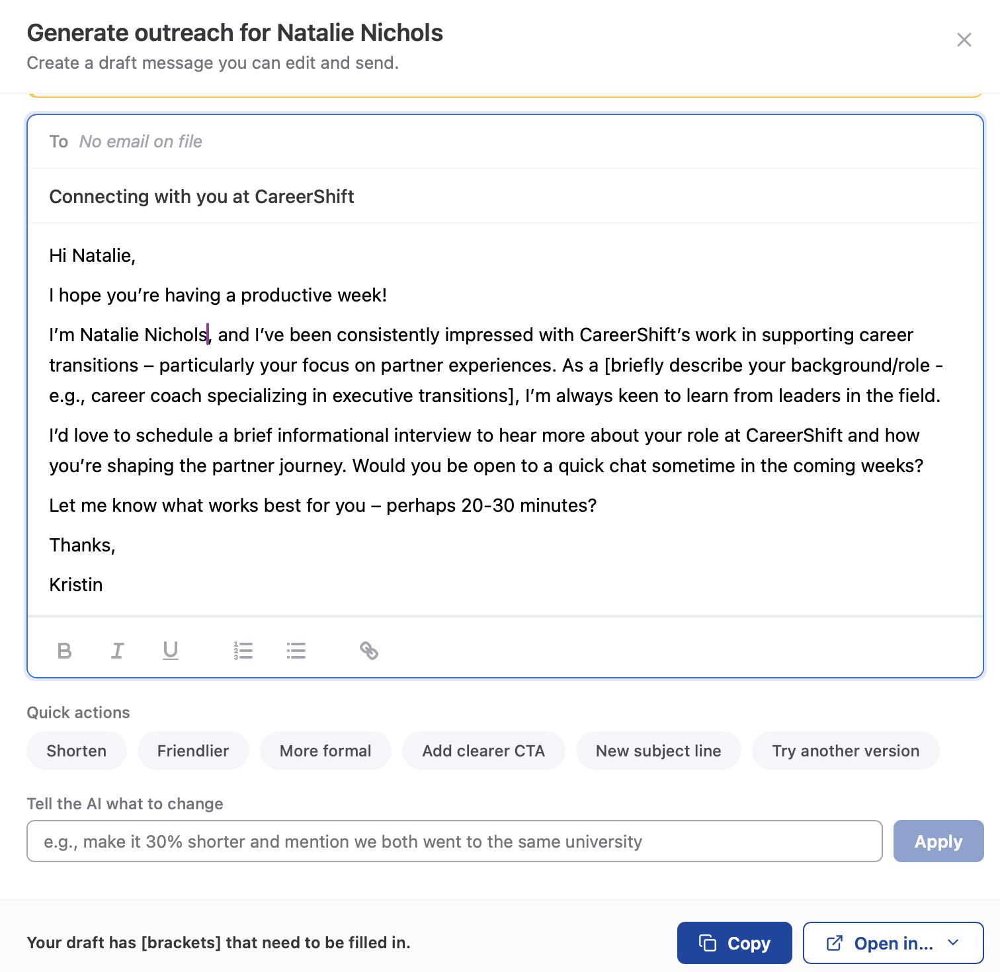 Generate outreach for Natalie Nichols
Create a draft message you can edit and send.
To No email on file
Connecting with you at CareerShift
Hi Natalie,
I hope you’re having a productive week!
I’m Natalie Nichols, and I’ve been consistently impressed with CareerShift’s work in supporting career
transitions – particularly your focus on partner experiences. As a [briefly describe your background/role -
e.g., career coach specializing in executive transitions], I’m always keen to learn from leaders in the field.
I’d love to schedule a brief informational interview to hear more about your role at CareerShift and how
you’re shaping the partner journey. Would you be open to a quick chat sometime in the coming weeks?
Let me know what works best for you – perhaps 20-30 minutes?
Thanks,
Kristin
B I U
Quick actions
Shorten Friendlier More formal Add clearer CTA New subject line Try another version
Tell the AI what to change
e.g., make it 30% shorter and mention we both went to the same university
Apply
Your draft has [brackets] that need to be filled in.
Copy Open in...